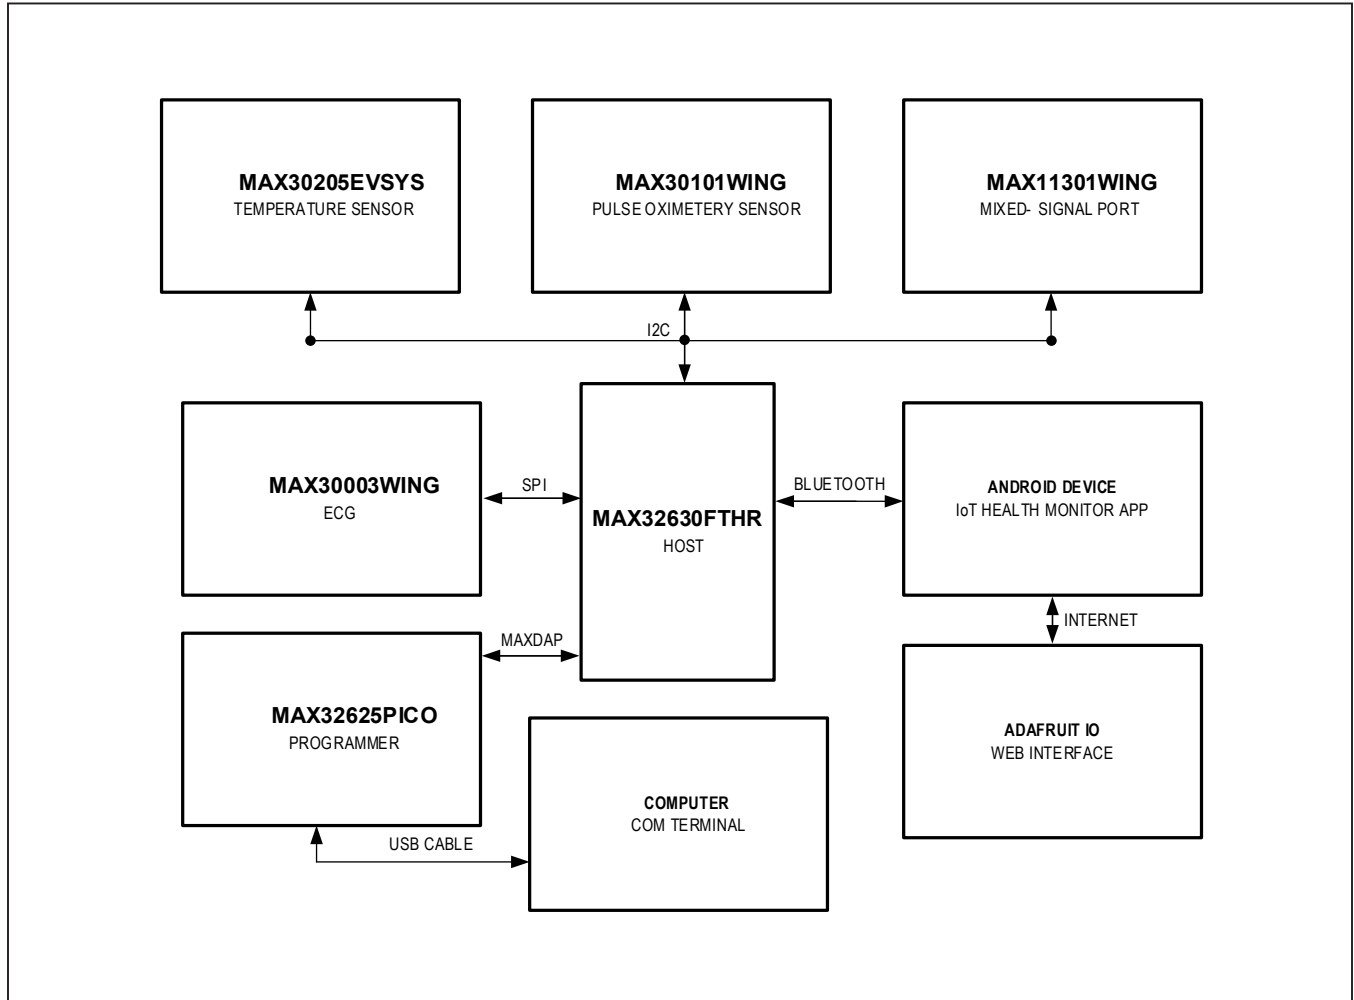 MAX30205EVSYS
TEMPERATURE SENSOR
MAX30101WING
PULSE OXIMETERY SENSOR
MAX11301WING
MIXED- SIGNAL PORT
I2C
MAX30003WING
ECG
SPI
MAX32630FTHR
HOST
BLUETOOTH
ANDROID DEVICE
IoT HEALTH MONITOR APP
INTERNET
MAXDAP
MAX32625PICO
PROGRAMMER
ADAFRUIT IO
WEB INTERFACE
COMPUTER
COM TERMINAL
USB CABLE